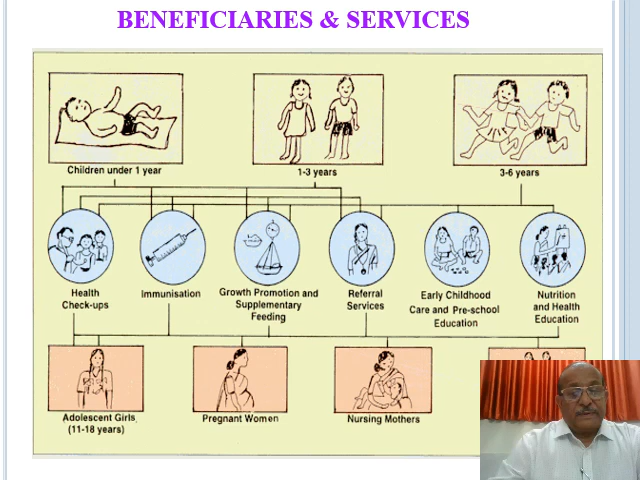 BENEFICIARIES & SERVICES
Children under 1 year
1-3 years
3-6 years
Health
Check-ups
Immunisation
Growth Promotion and
Supplementary
Feeding
Referral
Services
Early Childhood
Care and Pre-school
Education
Nutrition
and Health
Education
Adolescent Girls
(11-18 years)
Pregnant Women
Nursing Mothers